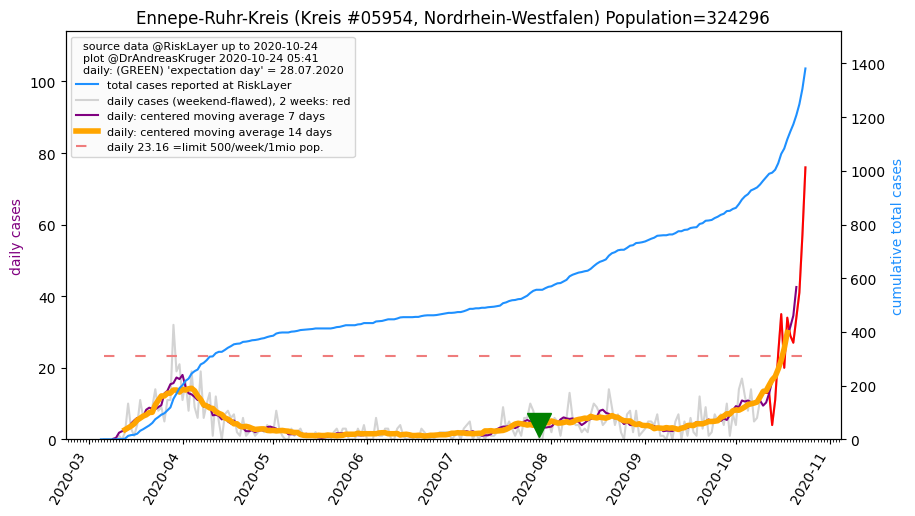 Ennepe-Ruhr-Kreis (Kreis #05954, Nordrhein-Westfalen) Population=324296
source data @RiskLayer up to 2020-10-24
plot @DrAndreasKruger 2020-10-24 05:41
daily: (GREEN) 'expectation day' = 28.07.2020
total cases reported at RiskLayer
daily cases (weekend-flawed), 2 weeks: red
daily: centered moving average 7 days
daily: centered moving average 14 days
daily 23.16 =limit 500/week/1mio pop.
daily cases
100
80
60
40
20
0
cumulative total cases
1400
1200
1000
800
600
400
200
0
2020-03
2020-04
2020-05
2020-06
2020-07
2020-08
2020-09
2020-10
2020-11